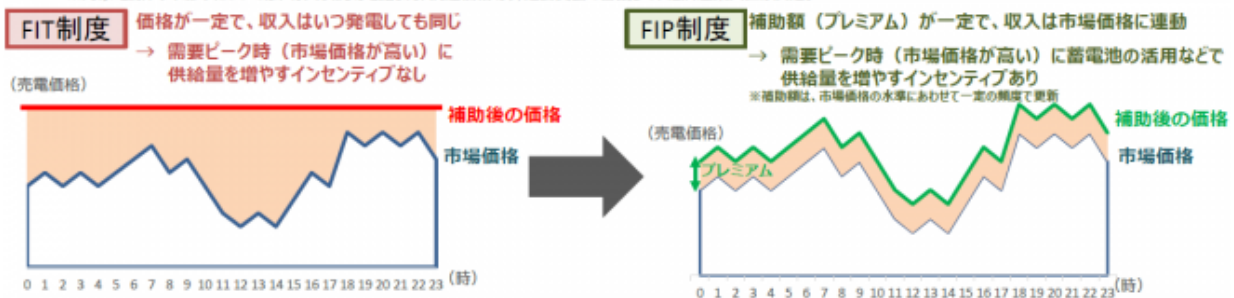 FIT制度
価格が一定で、収入はいつ発電しても同じ
→ 需要ピーク時（市場価格が高い）に
供給量を増やすインセンティブなし
（売電価格）
補助後の価格
市場価格
0 1 2 3 4 5 6 7 8 9 10 11 12 13 14 15 16 17 18 19 20 21 22 23 （時）
FIP制度
補助額（プレミアム）が一定で、収入は市場価格に連動
→ 需要ピーク時（市場価格が高い）に蓄電池の活用などで
供給量を増やすインセンティブあり
※補助額は、市場価格の水準にあわせて一定の頻度で更新
（売電価格）
補助後の価格
プレミアム
市場価格
0 1 2 3 4 5 6 7 8 9 10 11 12 13 14 15 16 17 18 19 20 21 22 23 （時）